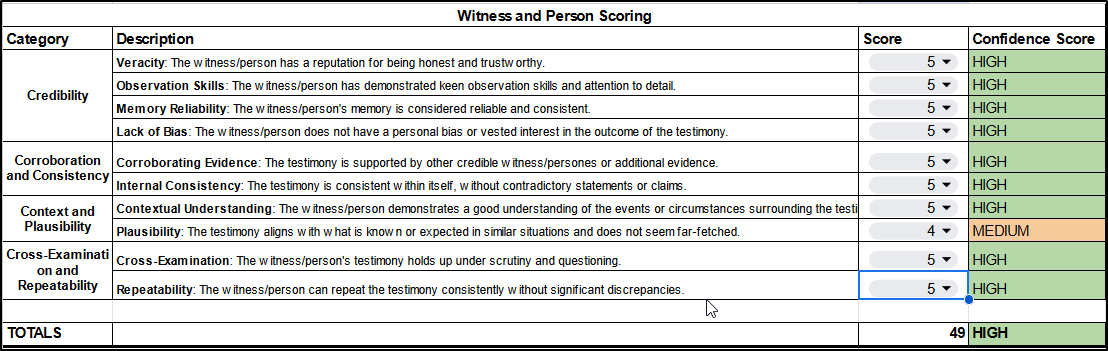 Witness and Person Scoring
Category Description Score Confidence Score
Credibility
Veracity: The witness/person has a reputation for being honest and trustworthy. 5 HIGH
Observation Skills: The witness/person has demonstrated keen observation skills and attention to detail. 5 HIGH
Memory Reliability: The witness/person's memory is considered reliable and consistent. 5 HIGH
Lack of Bias: The witness/person does not have a personal bias or vested interest in the outcome of the testimony. 5 HIGH
Corroboration
and Consistency
Corroborating Evidence: The testimony is supported by other credible witness/persones or additional evidence. 5 HIGH
Internal Consistency: The testimony is consistent within itself, without contradictory statements or claims. 5 HIGH
Context and
Plausibility
Contextual Understanding: The witness/person demonstrates a good understanding of the events or circumstances surrounding the testi 5 HIGH
Plausibility: The testimony aligns with what is known or expected in similar situations and does not seem far-fetched. 4 MEDIUM
Cross-Examinati
on and
Repeatability
Cross-Examination: The witness/person's testimony holds up under scrutiny and questioning. 5 HIGH
Repeatability: The witness/person can repeat the testimony consistently without significant discrepancies. 5 HIGH
TOTALS 49 HIGH